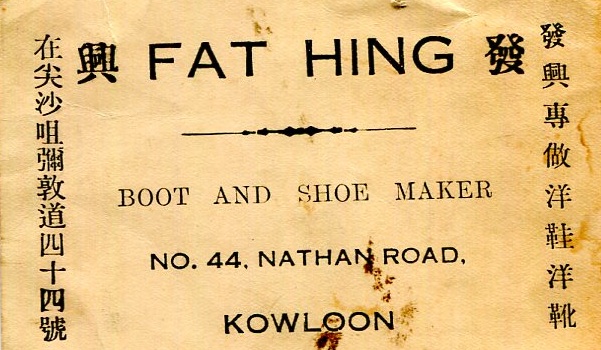 發興專做洋鞋洋靴
興 FAT HING 發
BOOT AND SHOE MAKER
NO. 44, NATHAN ROAD,
KOWLOON
在尖沙咀彌敦道四十四號